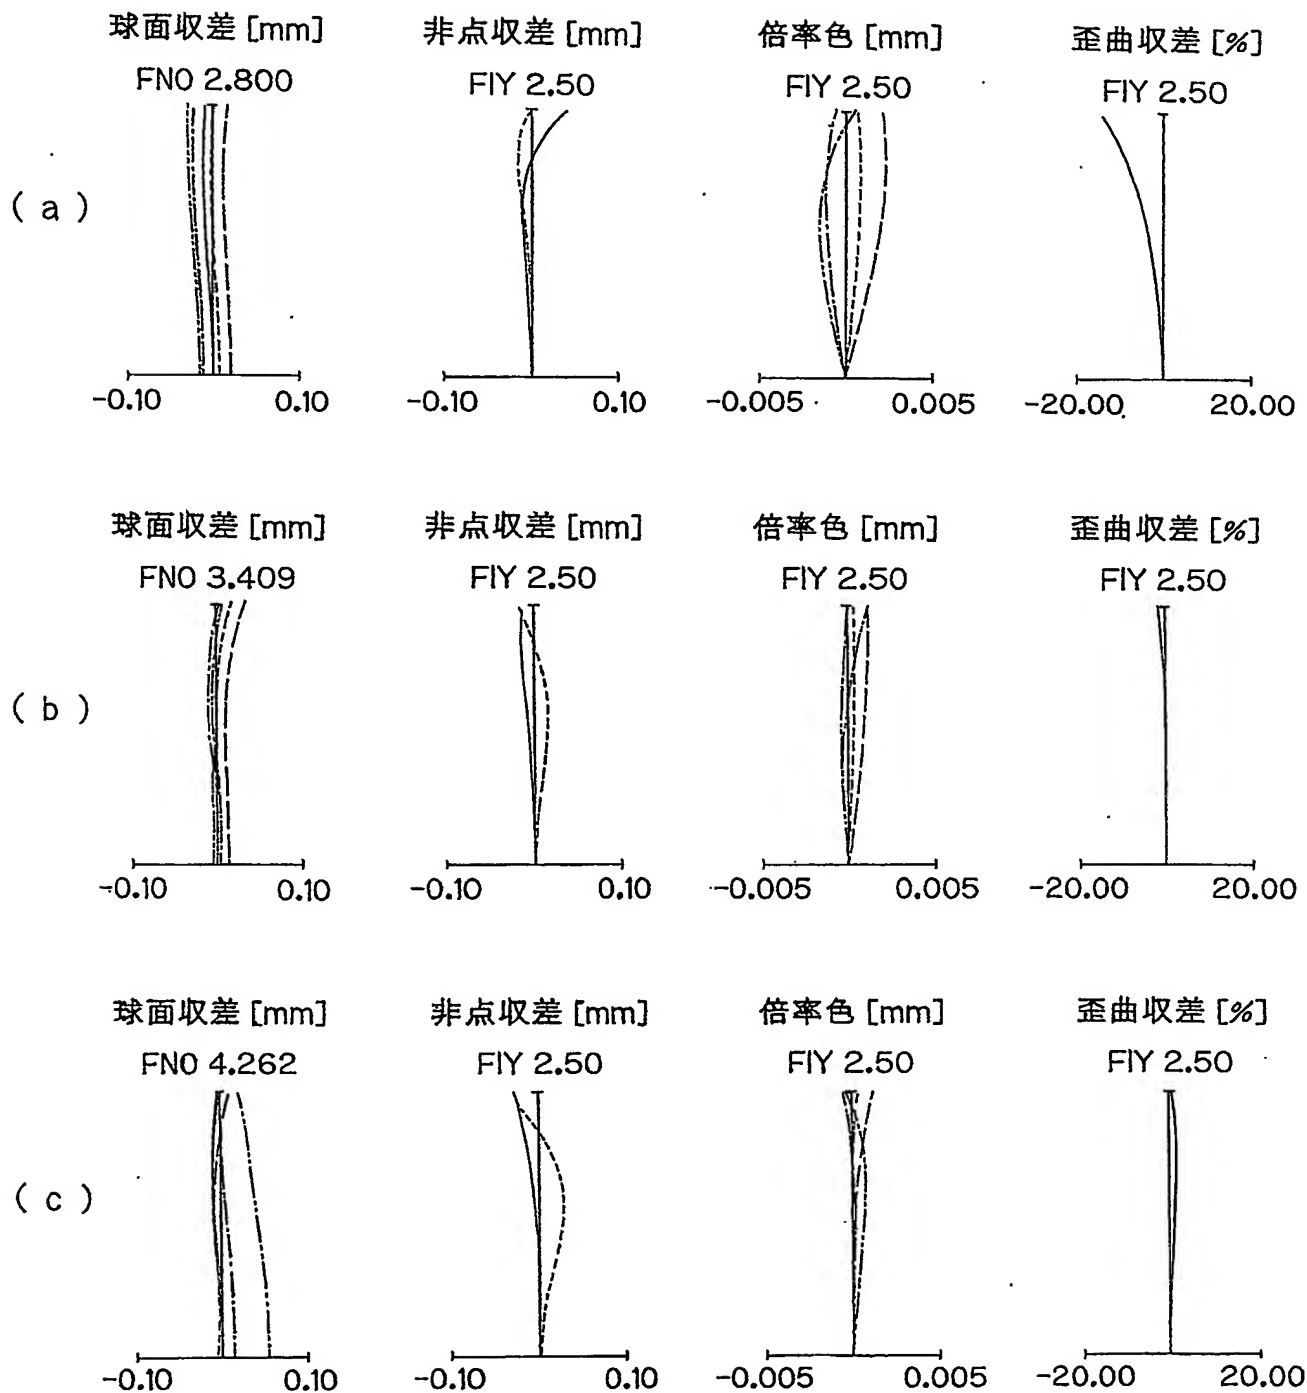 球面収差 [mm] 非点収差 [mm] 倍率色 [mm] 歪曲収差 [%]
FNO 2.800 FIY 2.50 FIY 2.50 FIY 2.50
(a)
-0.10 0.10 -0.10 0.10 -0.005 0.005 -20.00 20.00
球面収差 [mm] 非点収差 [mm] 倍率色 [mm] 歪曲収差 [%]
FNO 3.409 FIY 2.50 FIY 2.50 FIY 2.50
(b)
-0.10 0.10 -0.10 0.10 -0.005 0.005 -20.00 20.00
球面収差 [mm] 非点収差 [mm] 倍率色 [mm] 歪曲収差 [%]
FNO 4.262 FIY 2.50 FIY 2.50 FIY 2.50
(c)
-0.10 0.10 -0.10 0.10 -0.005 0.005 -20.00 20.00